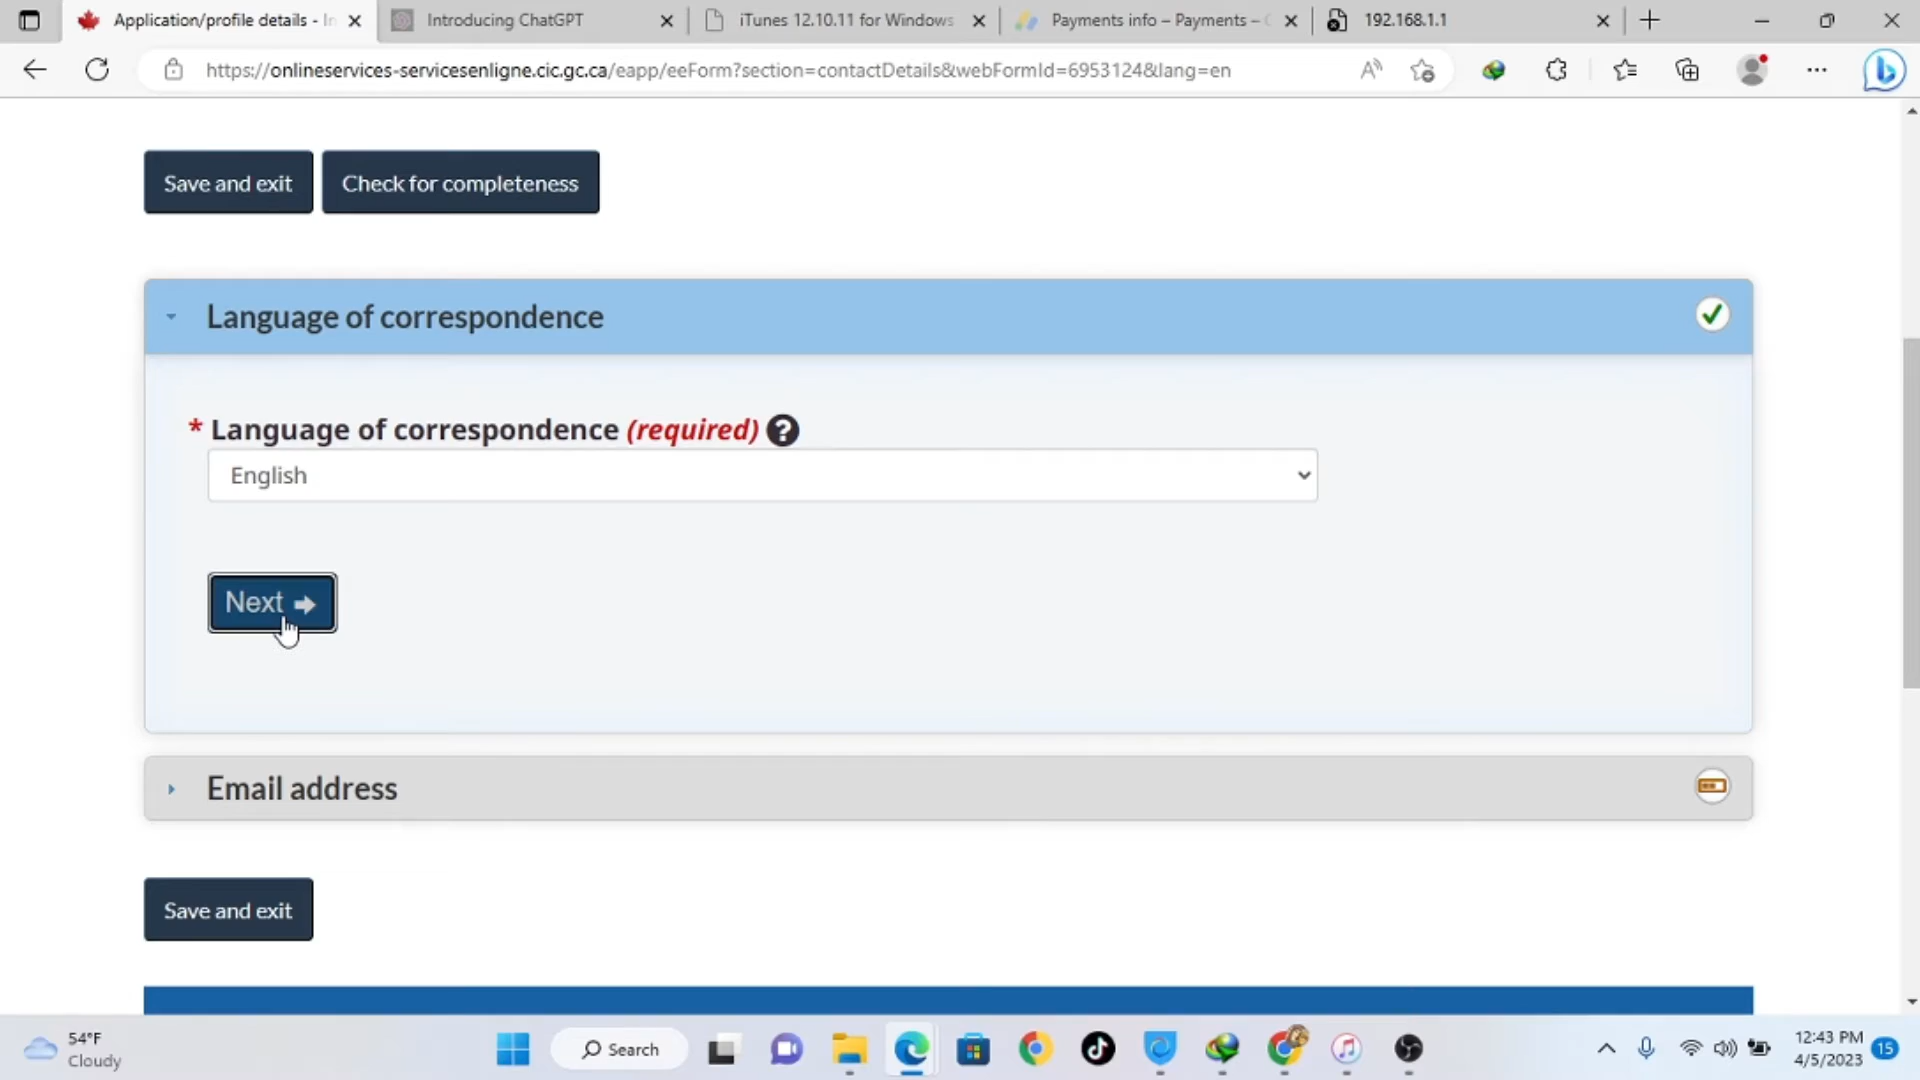 Application/profile details - In
Introducing ChatGPT
iTunes 12.10.11 for Windows
Payments info – Payments –
192.168.1.1
https://onlineservices-servicesenligne.cic.gc.ca/eapp/eeForm?section=contactDetails&webFormId=6953124&lang=en
Save and exit
Check for completeness
Language of correspondence
* Language of correspondence (required) ?
English
Next
Email address
Save and exit
54°F
Cloudy
Search
12:43 PM
4/5/2023
15